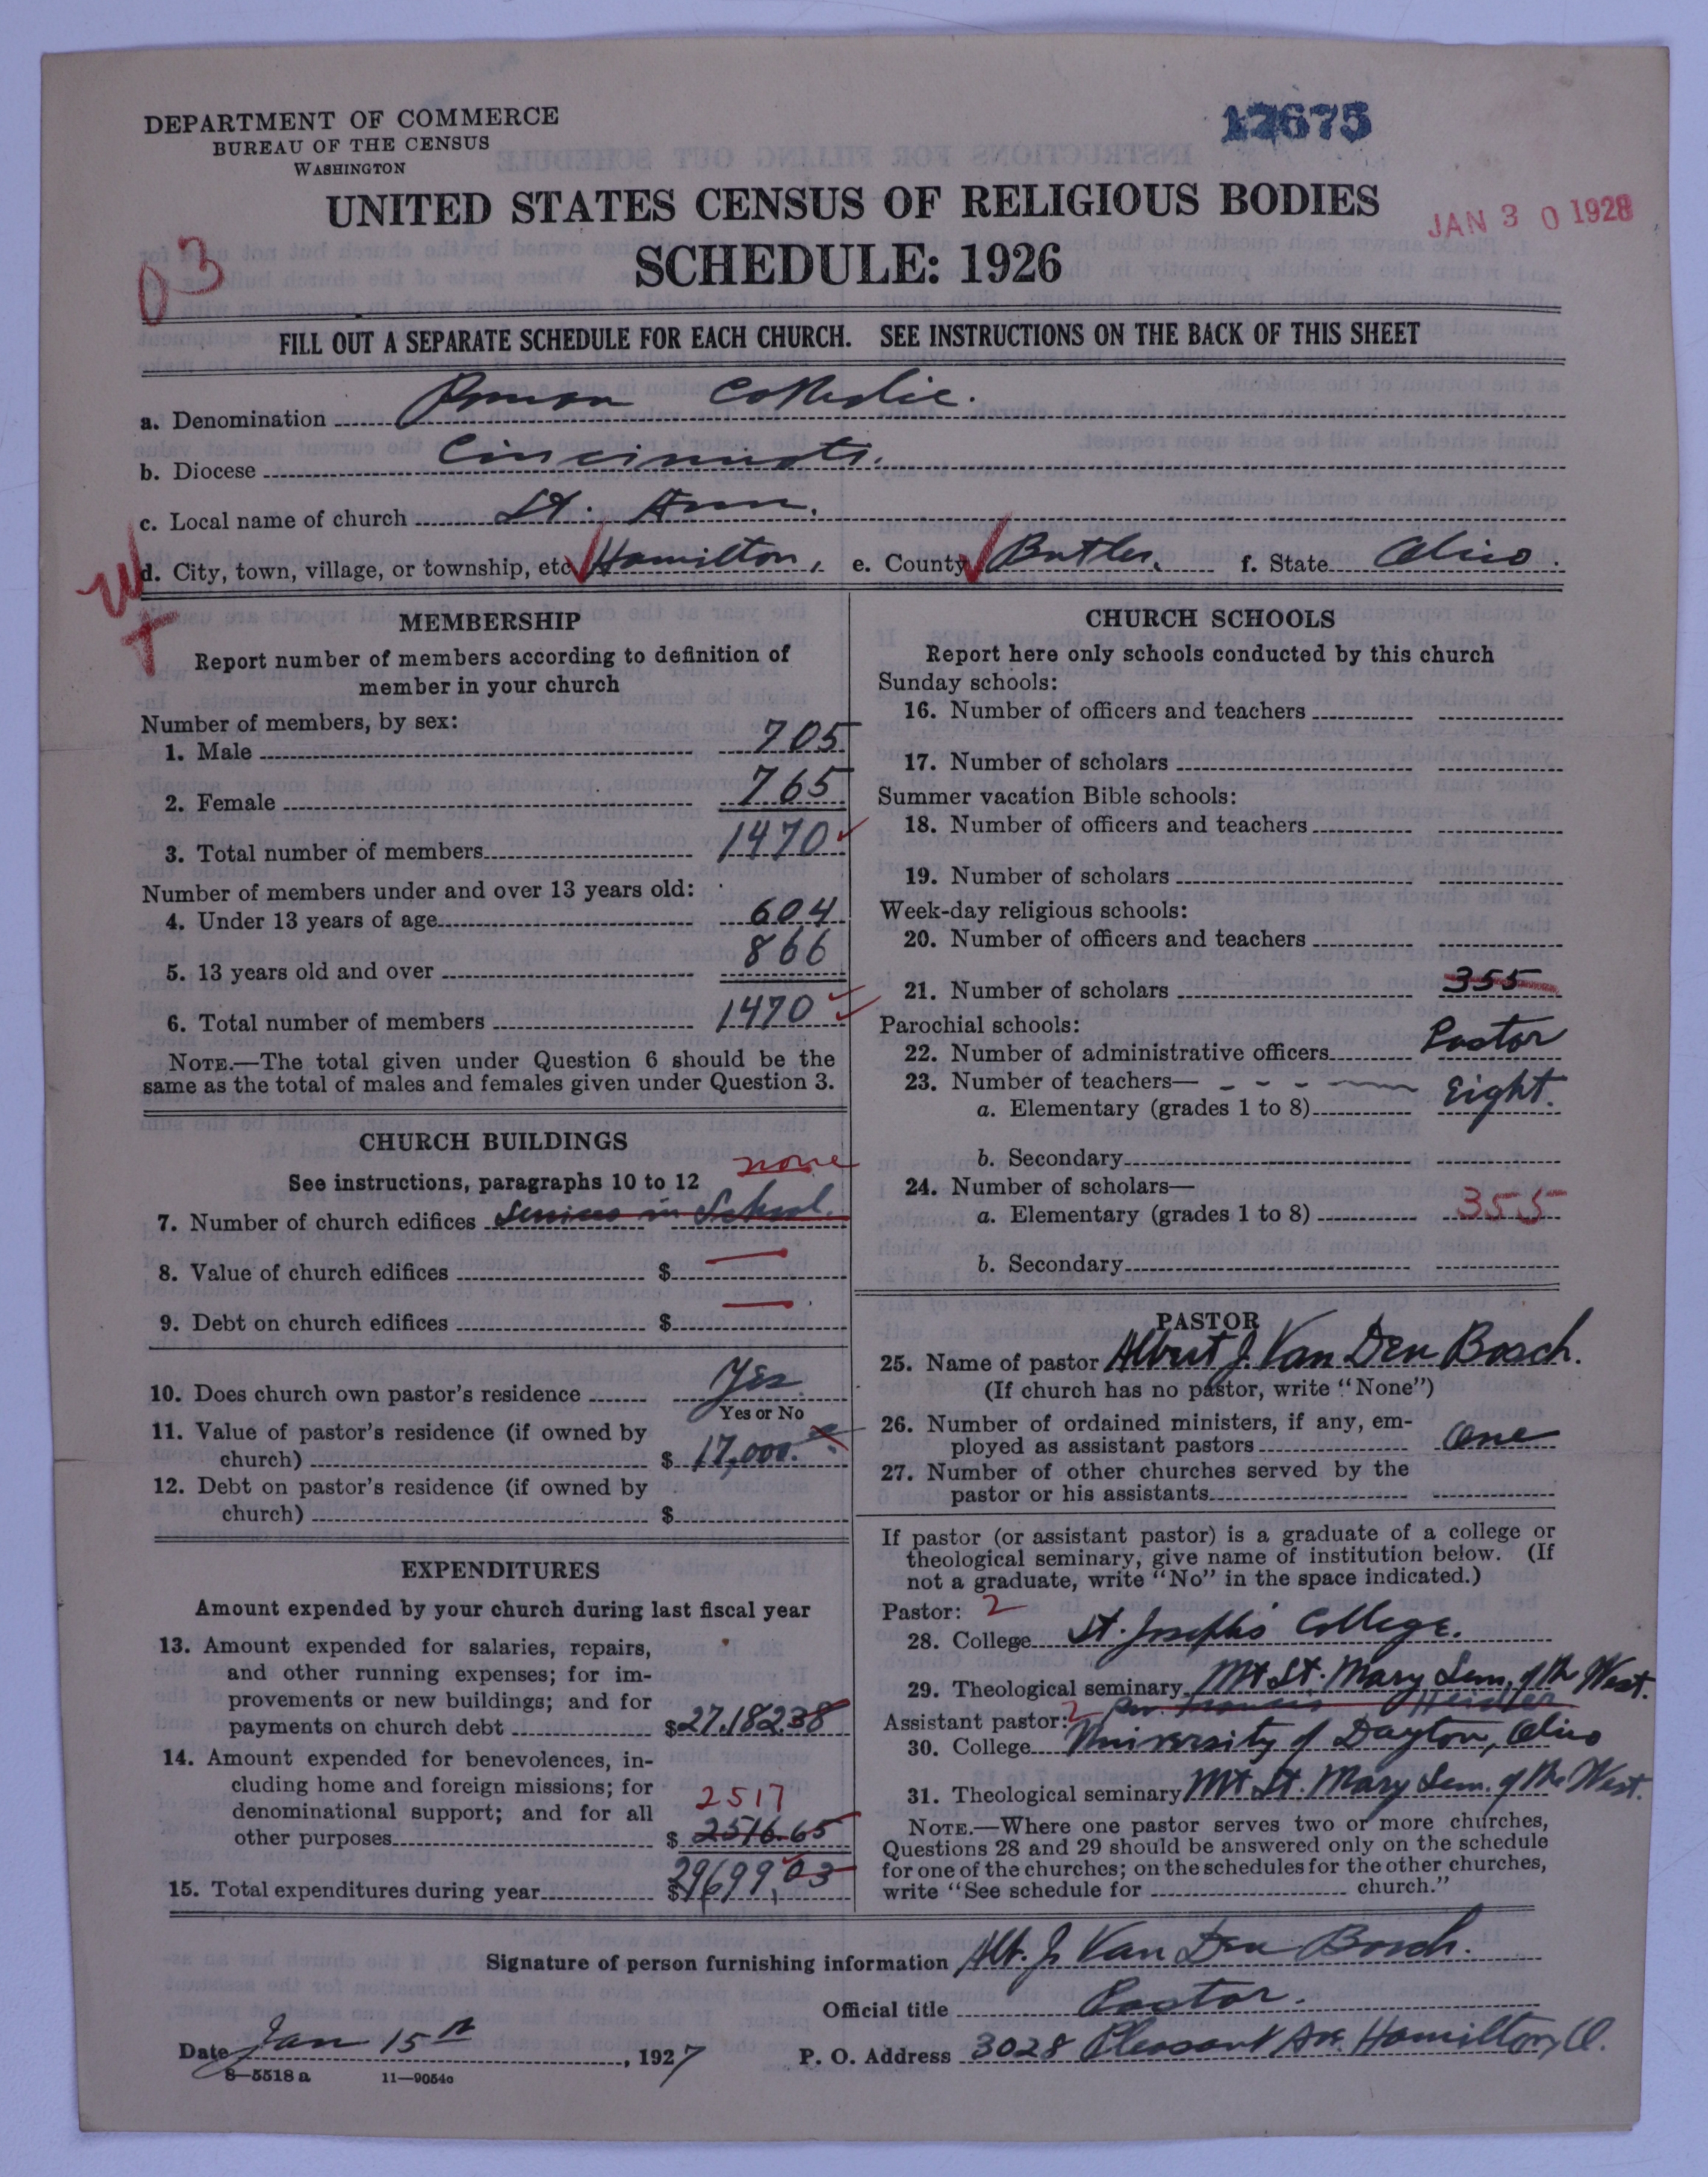 DEPARTMENT OF COMMERCE
BUREAU OF THE CENSUS
WASHINGTON
12675
UNITED STATES CENSUS OF RELIGIOUS BODIES
JAN 30 1928
SCHEDULE: 1926
03
FILL OUT A SEPARATE SCHEDULE FOR EACH CHURCH. SEE INSTRUCTIONS ON THE BACK OF THIS SHEET
a. Denomination Roman Catholic.
b. Diocese Cincinnati.
c. Local name of church St. Ann.
d. City, town, village, or township, etc Hamilton, e. County Butler. f. State Ohio.
MEMBERSHIP
Report number of members according to definition of
member in your church
Number of members, by sex:
1. Male 705
2. Female 765
3. Total number of members 1470
Number of members under and over 13 years old:
4. Under 13 years of age 604
5. 13 years old and over 866
6. Total number of members 1470
NOTE.—The total given under Question 6 should be the
same as the total of males and females given under Question 3.
CHURCH BUILDINGS
none
See instructions, paragraphs 10 to 12
7. Number of church edifices Services in School.
8. Value of church edifices $ —
9. Debt on church edifices $ —
10. Does church own pastor's residence Yes.
Yes or No
11. Value of pastor's residence (if owned by
church) $ 17,000.
12. Debt on pastor's residence (if owned by
church) $
EXPENDITURES
Amount expended by your church during last fiscal year
13. Amount expended for salaries, repairs,
and other running expenses; for im-
provements or new buildings; and for
payments on church debt $27,182.38
14. Amount expended for benevolences, in-
cluding home and foreign missions; for
denominational support; and for all 2517
other purposes $ 2516.65
15. Total expenditures during year $29699,03
CHURCH SCHOOLS
Report here only schools conducted by this church
Sunday schools:
16. Number of officers and teachers
17. Number of scholars
Summer vacation Bible schools:
18. Number of officers and teachers
19. Number of scholars
Week-day religious schools:
20. Number of officers and teachers
21. Number of scholars 355
Parochial schools:
22. Number of administrative officers Pastor
23. Number of teachers—
a. Elementary (grades 1 to 8) Eight.
b. Secondary
24. Number of scholars—
a. Elementary (grades 1 to 8) 355
b. Secondary
PASTOR
25. Name of pastor Albert J. Van Den Bosch.
(If church has no pastor, write "None")
26. Number of ordained ministers, if any, em-
ployed as assistant pastors One
27. Number of other churches served by the
pastor or his assistants
If pastor (or assistant pastor) is a graduate of a college or
theological seminary, give name of institution below. (If
not a graduate, write "No" in the space indicated.)
Pastor: 2
28. College St. Joseph's College.
29. Theological seminary Mt St. Mary Sem. of the West.
Assistant pastor: 2 Rev. Francis
30. College University of Dayton, Ohio
31. Theological seminary Mt St. Mary Sem. of the West.
NOTE.—Where one pastor serves two or more churches,
Questions 28 and 29 should be answered only on the schedule
for one of the churches; on the schedules for the other churches,
write "See schedule for church."
Signature of person furnishing information Alb. J. Van Den Bosch.
Official title Pastor.
Date Jan 15th, 1927 P. O. Address 3028 Pleasant Ave. Hamilton, O.
8—5518 a 11—9054c